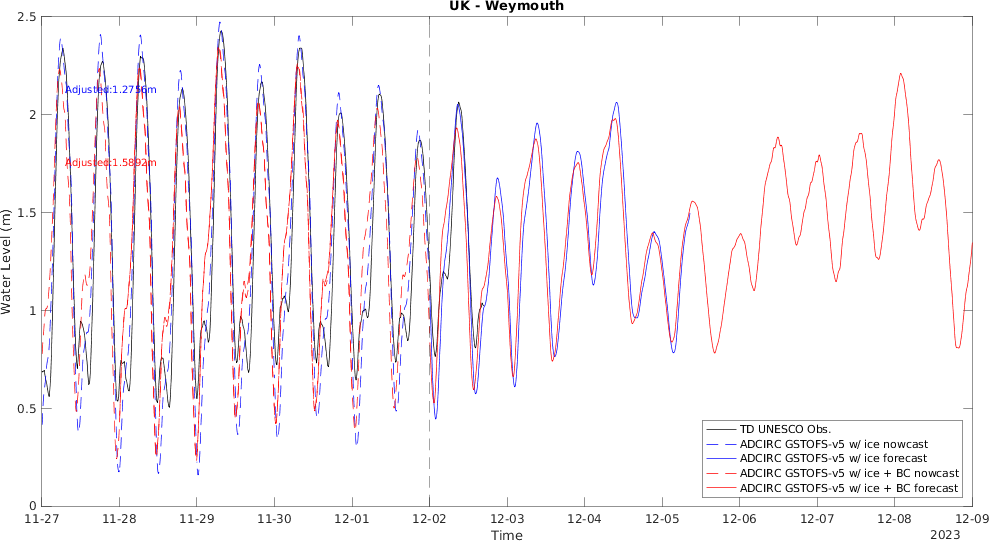 UK - Weymouth
2.5
2
1.5
1
0.5
0
Water Level (m)
Adjusted:1.2756m
Adjusted:1.5892m
TD UNESCO Obs.
ADCIRC GSTOFS-v5 w/ ice nowcast
ADCIRC GSTOFS-v5 w/ ice forecast
ADCIRC GSTOFS-v5 w/ ice + BC nowcast
ADCIRC GSTOFS-v5 w/ ice + BC forecast
11-27 11-28 11-29 11-30 12-01 12-02 12-03 12-04 12-05 12-06 12-07 12-08 12-09
Time
2023